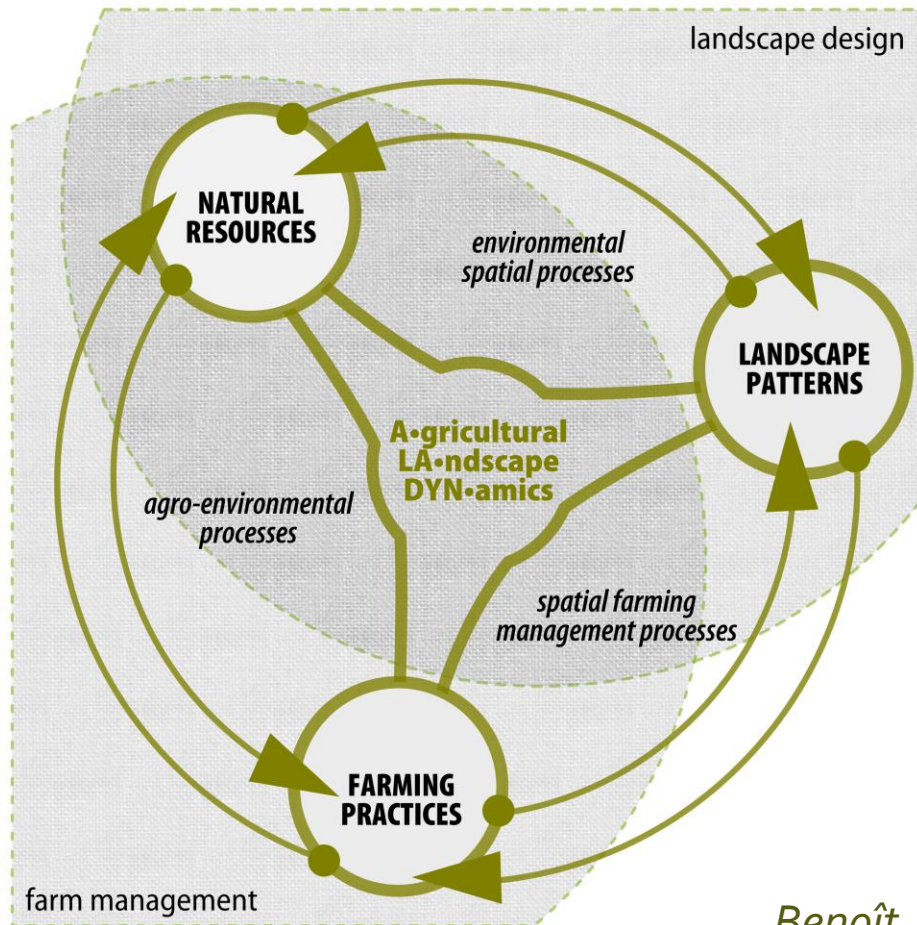 landscape design
NATURAL
RESOURCES
environmental
spatial processes
LANDSCAPE
PATTERNS
A•gricultural
LA•ndscape
DYN•amics
agro-environmental
processes
spatial farming
management processes
FARMING
PRACTICES
farm management
Benoît